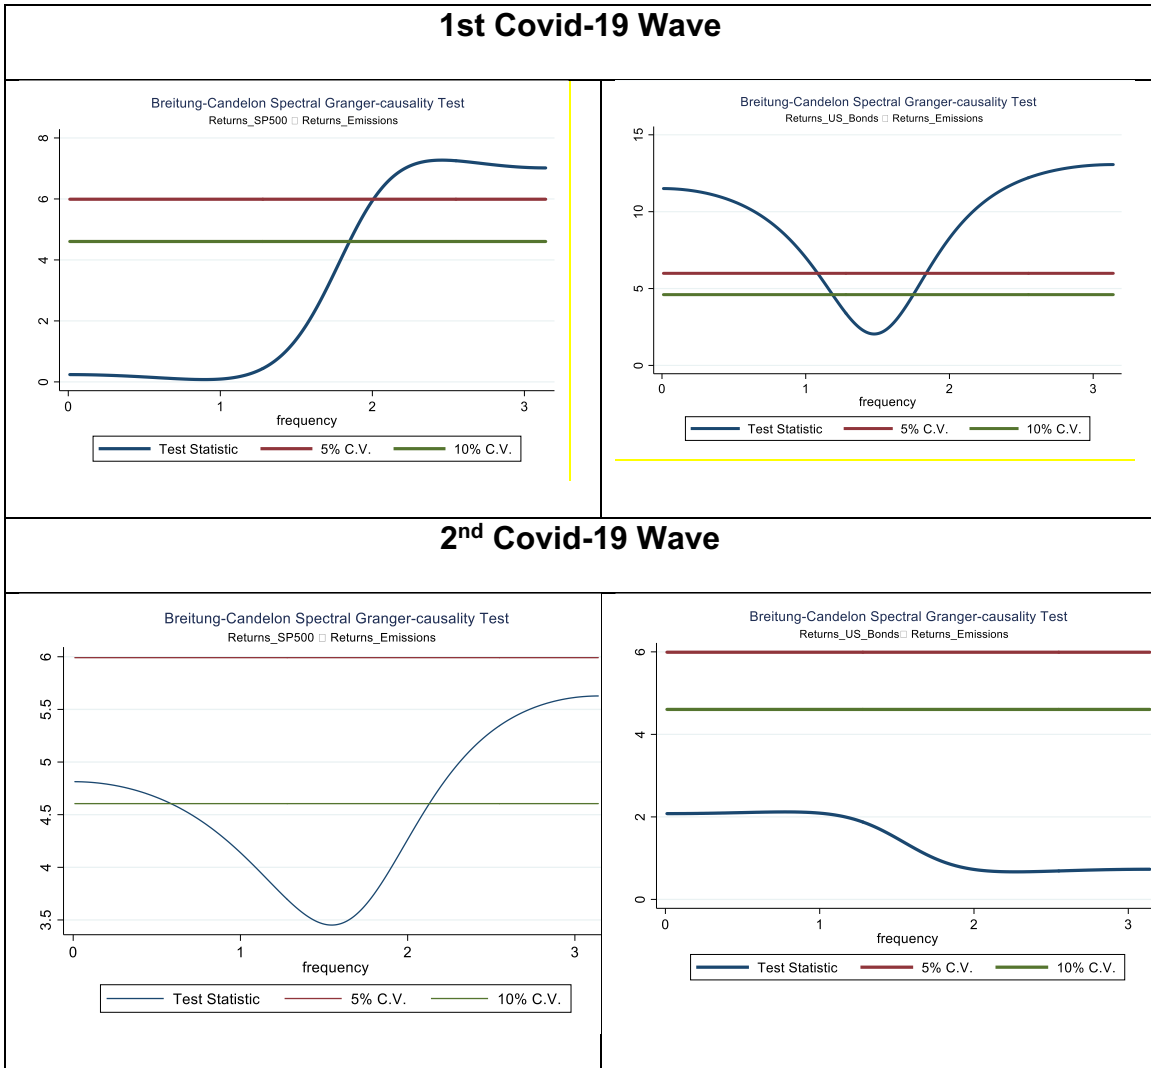 1st Covid-19 Wave
Breitung-Candelon Spectral Granger-causality Test
Returns_SP500 □ Returns_Emissions
8
6
4
2
0
0 1 2 3
frequency
Test Statistic 5% C.V. 10% C.V.
Breitung-Candelon Spectral Granger-causality Test
Returns_US_Bonds □ Returns_Emissions
15
10
5
0
0 1 2 3
frequency
Test Statistic 5% C.V. 10% C.V.
2nd Covid-19 Wave
Breitung-Candelon Spectral Granger-causality Test
Returns_SP500 □ Returns_Emissions
6
5.5
5
4.5
4
3.5
0 1 2 3
frequency
Test Statistic 5% C.V. 10% C.V.
Breitung-Candelon Spectral Granger-causality Test
Returns_US_Bonds□ Returns_Emissions
6
4
2
0
0 1 2 3
frequency
Test Statistic 5% C.V. 10% C.V.